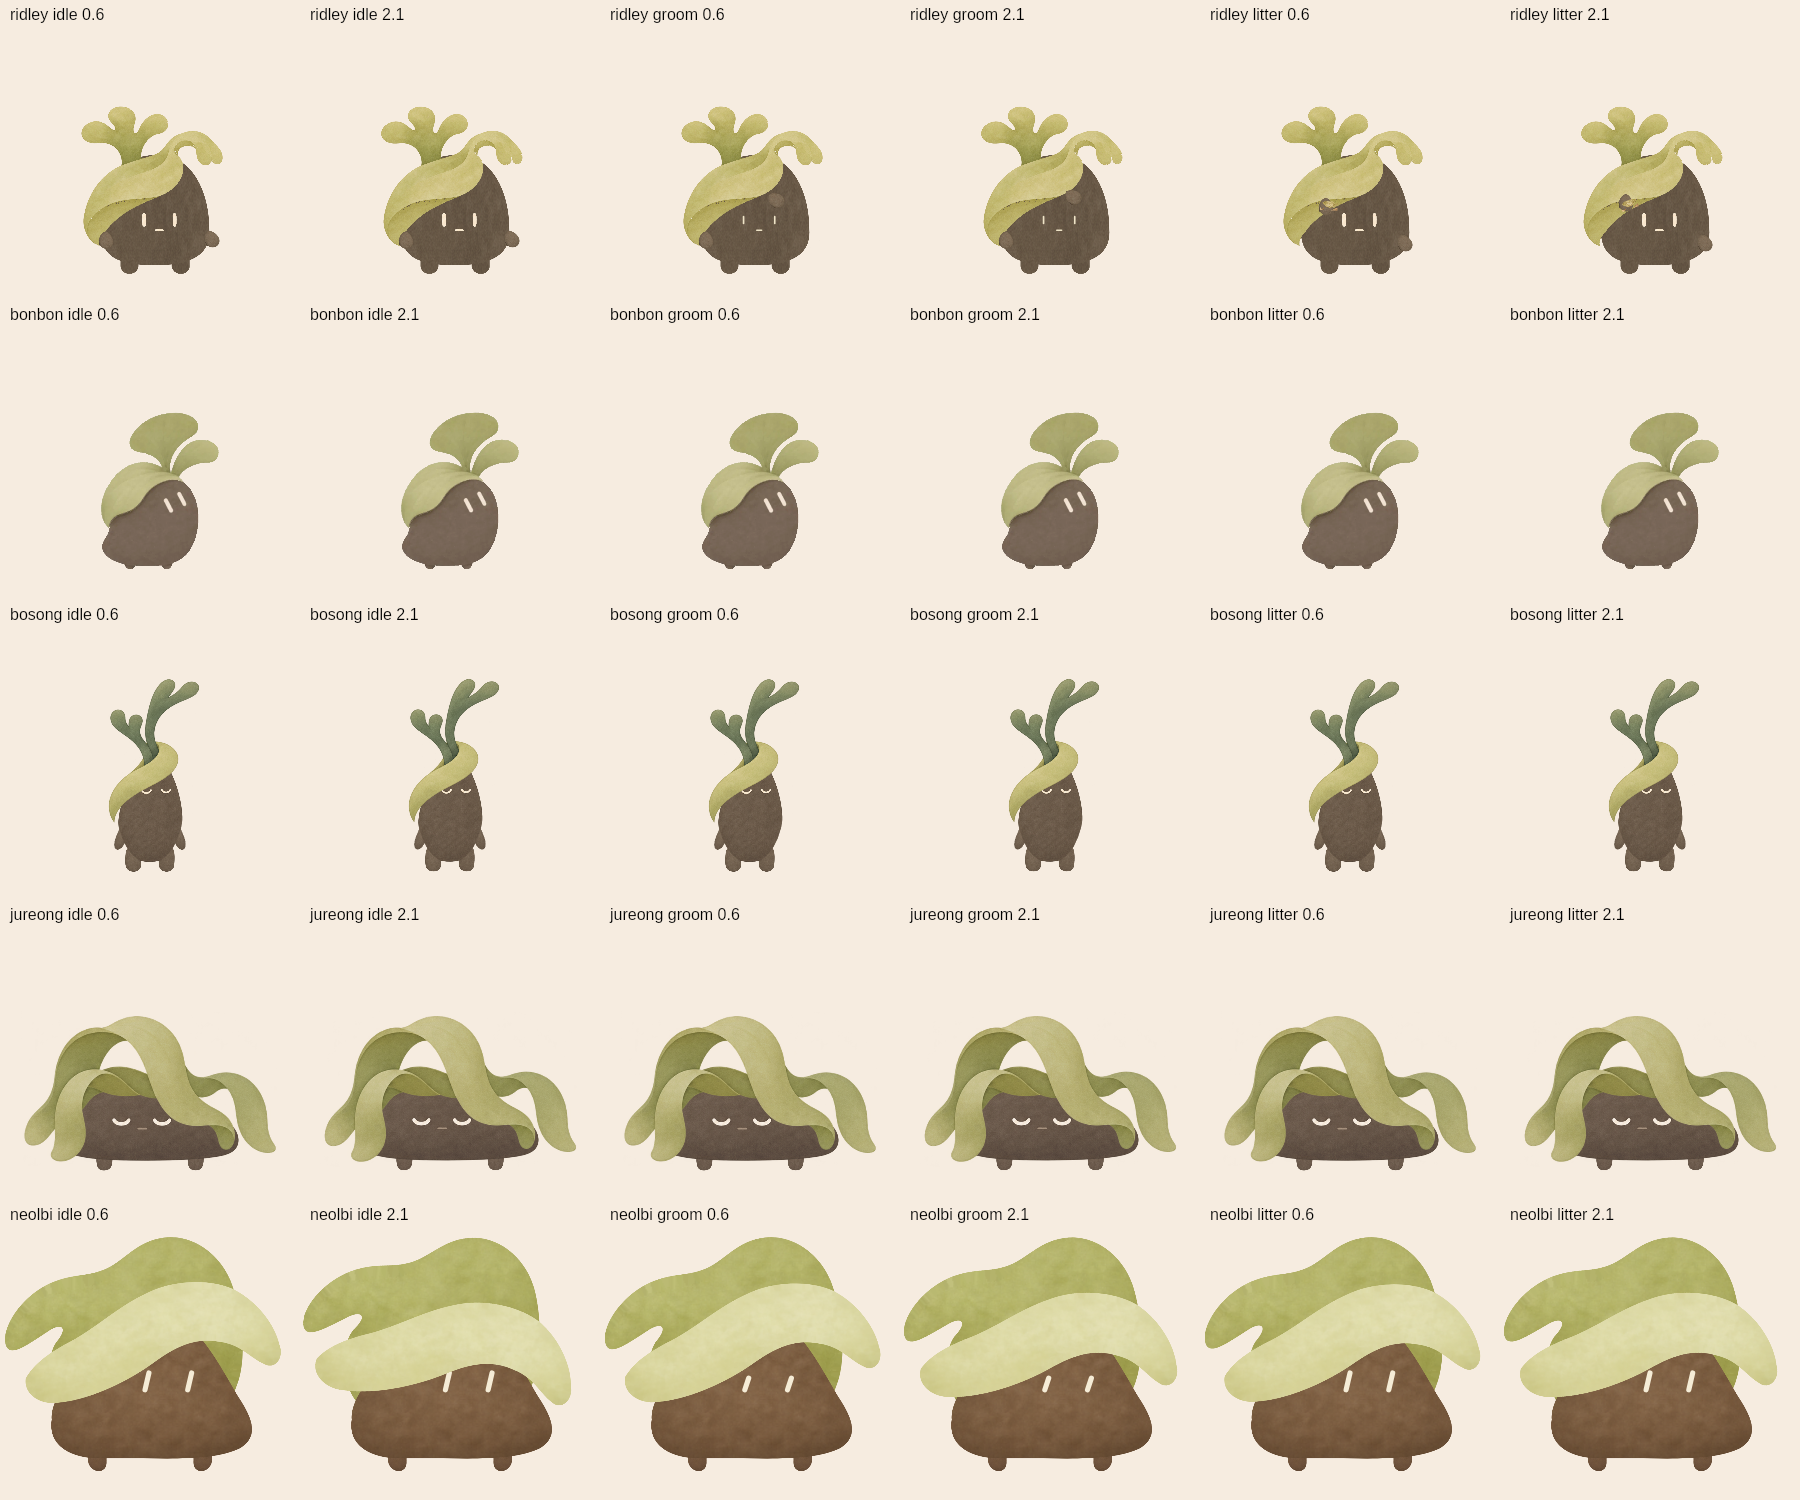 ridley idle 0.6
ridley idle 2.1
ridley groom 0.6
ridley groom 2.1
ridley litter 0.6
ridley litter 2.1
bonbon idle 0.6
bonbon idle 2.1
bonbon groom 0.6
bonbon groom 2.1
bonbon litter 0.6
bonbon litter 2.1
bosong idle 0.6
bosong idle 2.1
bosong groom 0.6
bosong groom 2.1
bosong litter 0.6
bosong litter 2.1
jureong idle 0.6
jureong idle 2.1
jureong groom 0.6
jureong groom 2.1
jureong litter 0.6
jureong litter 2.1
neolbi idle 0.6
neolbi idle 2.1
neolbi groom 0.6
neolbi groom 2.1
neolbi litter 0.6
neolbi litter 2.1